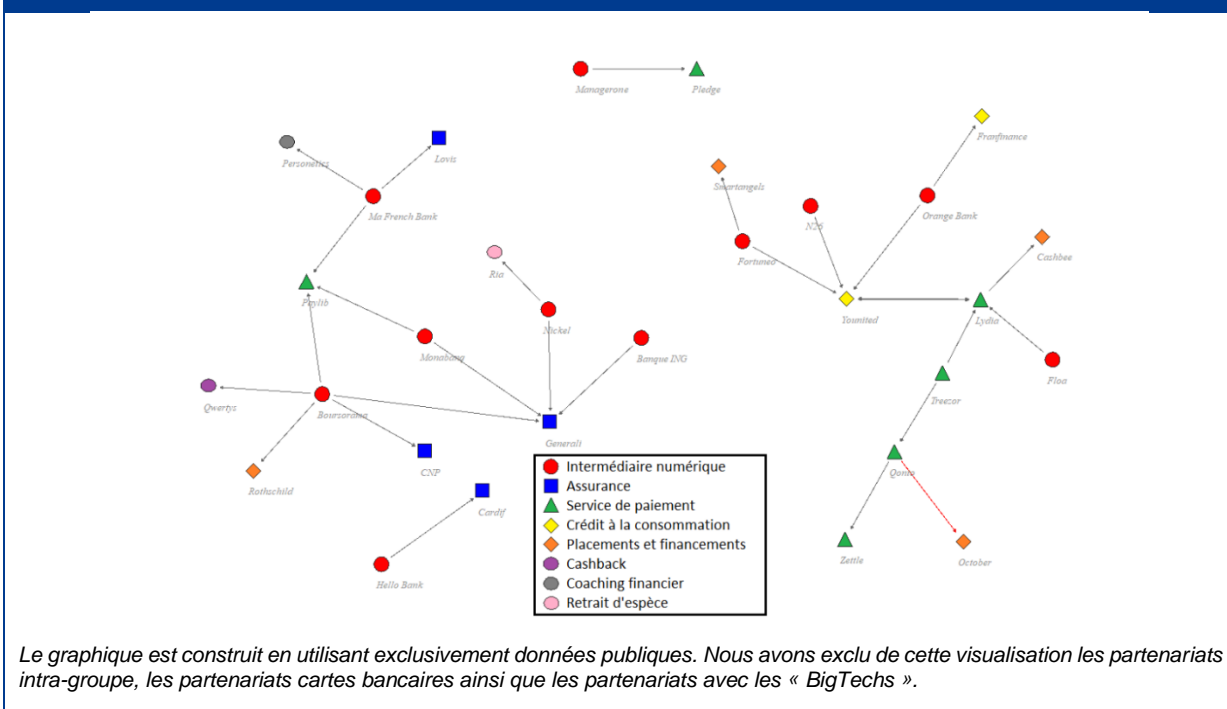 Managerone
Pledge
Franfinance
Personetics
Lovis
Smartangels
Ma French Bank
N26
Orange Bank
Fortuneo
Cashbee
Ria
Paylib
Younited
Lydia
Nickel
Monabanq
Banque ING
Floa
Treezor
Qwertys
Boursorama
Generali
CNP
Qonto
Rothschild
Cardif
Zettle
October
Hello Bank
Intermédiaire numérique
Assurance
Service de paiement
Crédit à la consommation
Placements et financements
Cashback
Coaching financier
Retrait d'espèce
Le graphique est construit en utilisant exclusivement données publiques. Nous avons exclu de cette visualisation les partenariats
intra-groupe, les partenariats cartes bancaires ainsi que les partenariats avec les « BigTechs ».